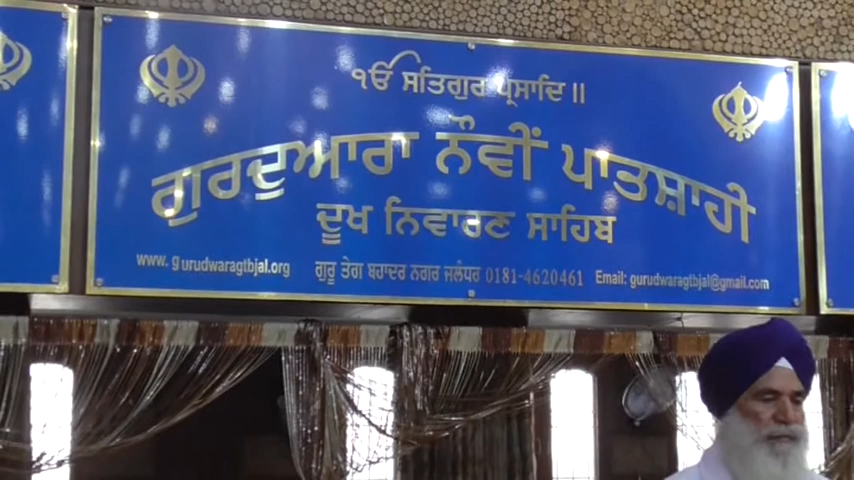 ੴ ਸਤਿਗੁਰ ਪ੍ਰਸਾਦਿ ॥
ਗੁਰਦੁਆਰਾ ਨੌਵੀਂ ਪਾਤਸ਼ਾਹੀ
ਦੂਖ ਨਿਵਾਰਣ ਸਾਹਿਬ
www.gurudwaragtbjal.org ਗੁਰੂ ਤੇਗ ਬਹਾਦਰ ਨਗਰ ਜਲੰਧਰ 0181-4620461 Email: gurudwaragtbjal@gmail.com